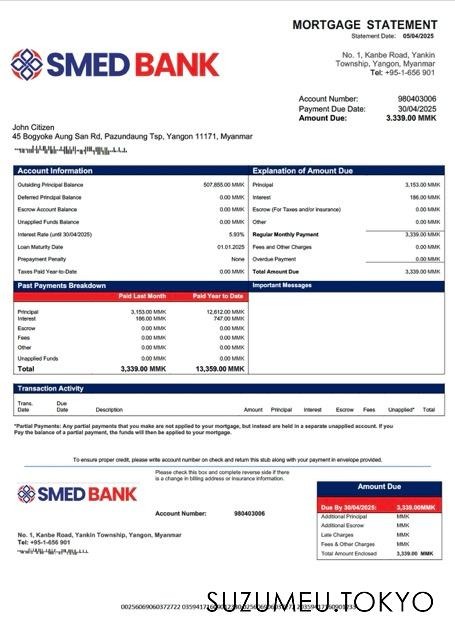 MORTGAGE STATEMENT
Statement Date: 05/04/2025
SMED BANK
No. 1, Kanbe Road, Yankin
Township, Yangon, Myanmar
Tel: +95-1-656 901
Account Number: 980403006
Payment Due Date: 30/04/2025
Amount Due: 3.339.00 MMK
John Citizen
45 Bogyoke Aung San Rd, Pazundaung Tsp, Yangon 11171, Myanmar
Account Information
Outsiding Principal Balance 507,855.00 MMK
Deferred Principal Balance 0.00 MMK
Escrow Account Balance 0.00 MMK
Unapplied Funds Balance 0.00 MMK
Interest Rate (until 30/04/2025) 5.93%
Loan Maturity Date 01.01.2025
Prepayment Penalty None
Taxes Paid Year-to-Date 0.00 MMK
Explanation of Amount Due
Principal 3,153.00 MMK
Interest 186.00 MMK
Escrow (For Taxes and/or insurance) 0.00 MMK
Other 0.00 MMK
Regular Monthly Payment 3,339.00 MMK
Fees and Other Charges 0.00 MMK
Overdue Payment 0.00 MMK
Total Amount Due 3,339.00 MMK
Past Payments Breakdown
Paid Last Month Paid Year to Date
Principal 3,153.00 MMK 12,612.00 MMK
Interest 186.00 MMK 747.00 MMK
Escrow 0.00 MMK 0.00 MMK
Fees 0.00 MMK 0.00 MMK
Other 0.00 MMK 0.00 MMK
Unapplied Funds 0.00 MMK 0.00 MMK
Total 3,339.00 MMK 13,359.00 MMK
Important Messages
Transaction Activity
Trans. Date Due Date Description Amount Principal Interest Escrow Fees Unapplied* Total
*Partial Payments: Any partial payments that you make are not applied to your mortgage, but instead are held in a separate unapplied account. If you
Pay the balance of a partial payment, the funds will then be applied to your mortgage.
To ensure proper credit, please write account number on check and return this stub along with your payment in envelope provided.
Please check this box and complete reverse side if there
is a change in billing address or insurance information.
SMED BANK
Account Number: 980403006
No. 1, Kanbe Road, Yankin Township, Yangon, Myanmar
Tel: +95-1-656 901
Amount Due
Due By 30/04/2025: 3,339.00MMK
Additional Principal MMK
Additional Escrow MMK
Late Charges MMK
Fees & Other Charges MMK
Total Amount Enclosed 3,339.00 MMK
SUZUMEU.TOKYO